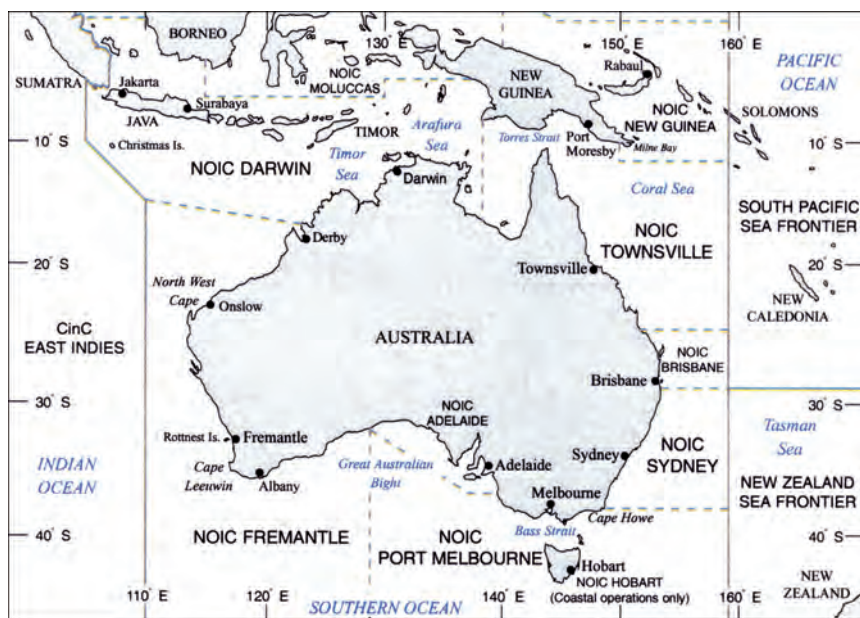 BORNEO
130° E
150° E
160° E
PACIFIC
OCEAN
SUMATRA
Jakarta
NOIC
MOLUCCAS
NEW
GUINEA
Rabaul
Surabaya
JAVA
TIMOR
Arafura
Sea
NOIC
NEW GUINEA
SOLOMONS
10° S
Christmas Is.
Torres Strait
Port
Moresby
Milne Bay
10° S
NOIC DARWIN
Timor
Sea
Darwin
Coral Sea
Derby
NOIC
TOWNSVILLE
SOUTH PACIFIC
SEA FRONTIER
20° S
North West
Cape
Onslow
Townsville
20° S
NEW
CALEDONIA
CinC
EAST INDIES
AUSTRALIA
NOIC
BRISBANE
Brisbane
30° S
30° S
NOIC
ADELAIDE
Rottnest Is.
Fremantle
Tasman
Sea
INDIAN
OCEAN
Cape
Leeuwin
Albany
Great Australian
Bight
Adelaide
Sydney
NOIC
SYDNEY
Melbourne
NEW ZEALAND
SEA FRONTIER
Cape Howe
Bass Strait
40° S
NOIC FREMANTLE
NOIC
PORT MELBOURNE
40° S
Hobart
NOIC HOBART
(Coastal operations only)
NEW
ZEALAND
110° E
120° E
SOUTHERN OCEAN
140° E
150° E
160° E